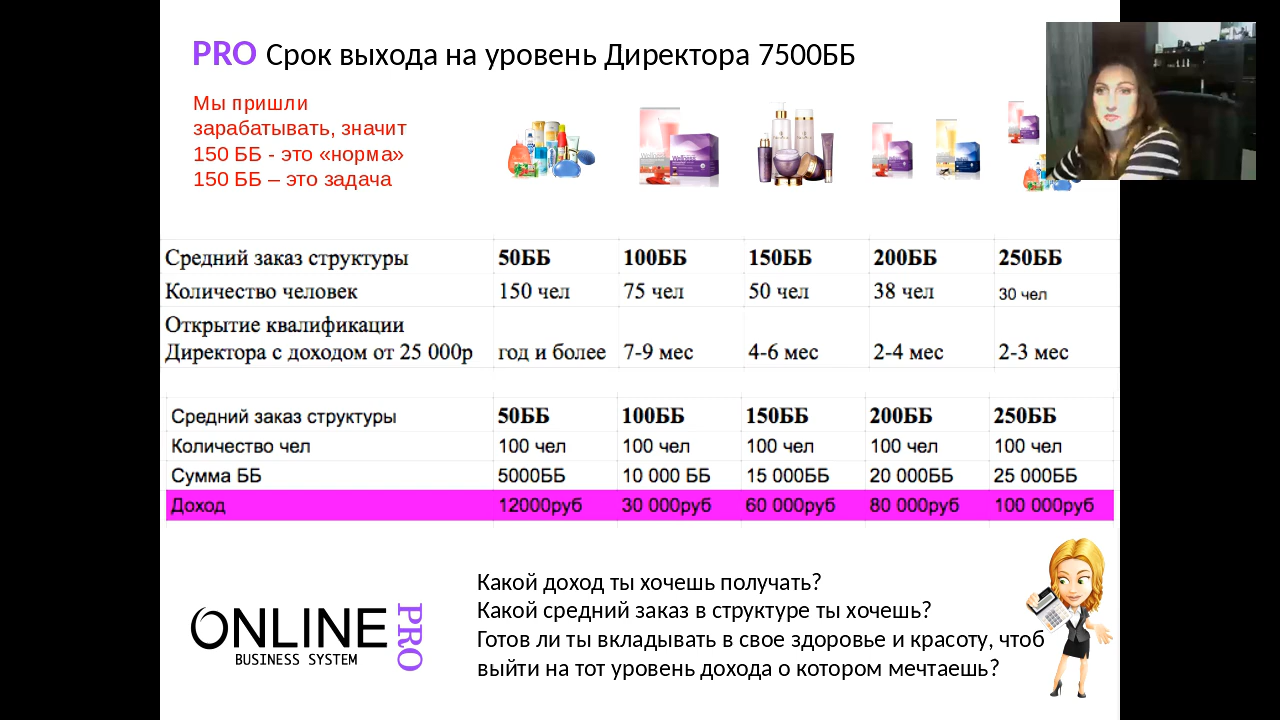 PRO Срок выхода на уровень Директора 7500ББ
Мы пришли
зарабатывать, значит
150 ББ - это «норма»
150 ББ – это задача
Средний заказ структуры 50ББ 100ББ 150ББ 200ББ 250ББ
Количество человек 150 чел 75 чел 50 чел 38 чел 30 чел
Открытие квалификации
Директора с доходом от 25 000р год и более 7-9 мес 4-6 мес 2-4 мес 2-3 мес
Средний заказ структуры 50ББ 100ББ 150ББ 200ББ 250ББ
Количество чел 100 чел 100 чел 100 чел 100 чел 100 чел
Сумма ББ 5000ББ 10 000 ББ 15 000ББ 20 000ББ 25 000ББ
Доход 12000руб 30 000руб 60 000руб 80 000руб 100 000руб
Какой доход ты хочешь получать?
Какой средний заказ в структуре ты хочешь?
Готов ли ты вкладывать в свое здоровье и красоту, чтоб
выйти на тот уровень дохода о котором мечтаешь?
ONLINE PRO
BUSINESS SYSTEM